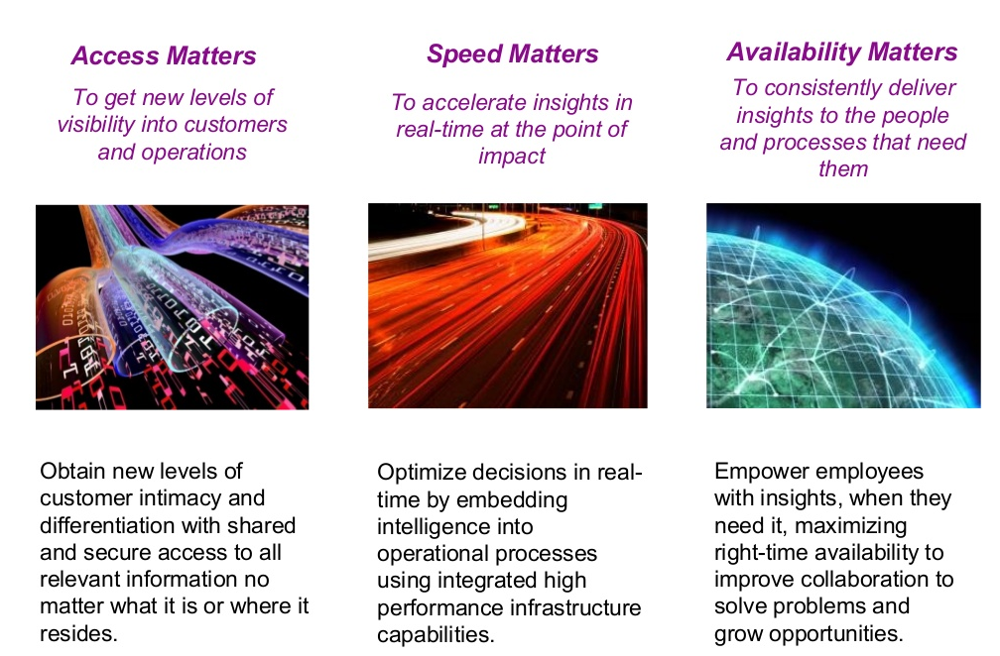 Access Matters
To get new levels of
visibility into customers
and operations
Obtain new levels of
customer intimacy and
differentiation with shared
and secure access to all
relevant information no
matter what it is or where it
resides.
Speed Matters
To accelerate insights in
real-time at the point of
impact
Optimize decisions in real-
time by embedding
intelligence into
operational processes
using integrated high
performance infrastructure
capabilities.
Availability Matters
To consistently deliver
insights to the people
and processes that need
them
Empower employees
with insights, when they
need it, maximizing
right-time availability to
improve collaboration to
solve problems and
grow opportunities.